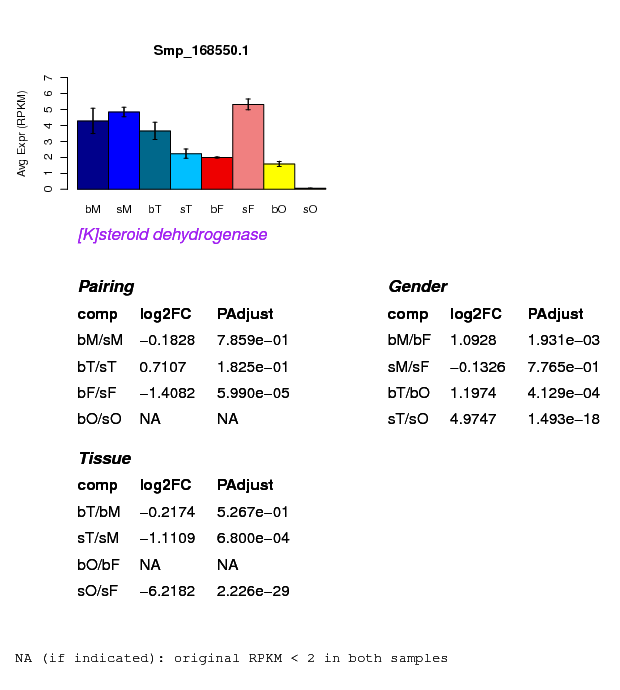 Smp_168550.1
Avg Expr (RPKM)
0 1 2 3 4 5 6 7
bM sM bT sT bF sF bO sO
[K]steroid dehydrogenase
Pairing
comp log2FC PAdjust
bM/sM −0.1828 7.859e−01
bT/sT 0.7107 1.825e−01
bF/sF −1.4082 5.990e−05
bO/sO NA NA
Gender
comp log2FC PAdjust
bM/bF 1.0928 1.931e−03
sM/sF −0.1326 7.765e−01
bT/bO 1.1974 4.129e−04
sT/sO 4.9747 1.493e−18
Tissue
comp log2FC PAdjust
bT/bM −0.2174 5.267e−01
sT/sM −1.1109 6.800e−04
bO/bF NA NA
sO/sF −6.2182 2.226e−29
NA (if indicated): original RPKM < 2 in both samples